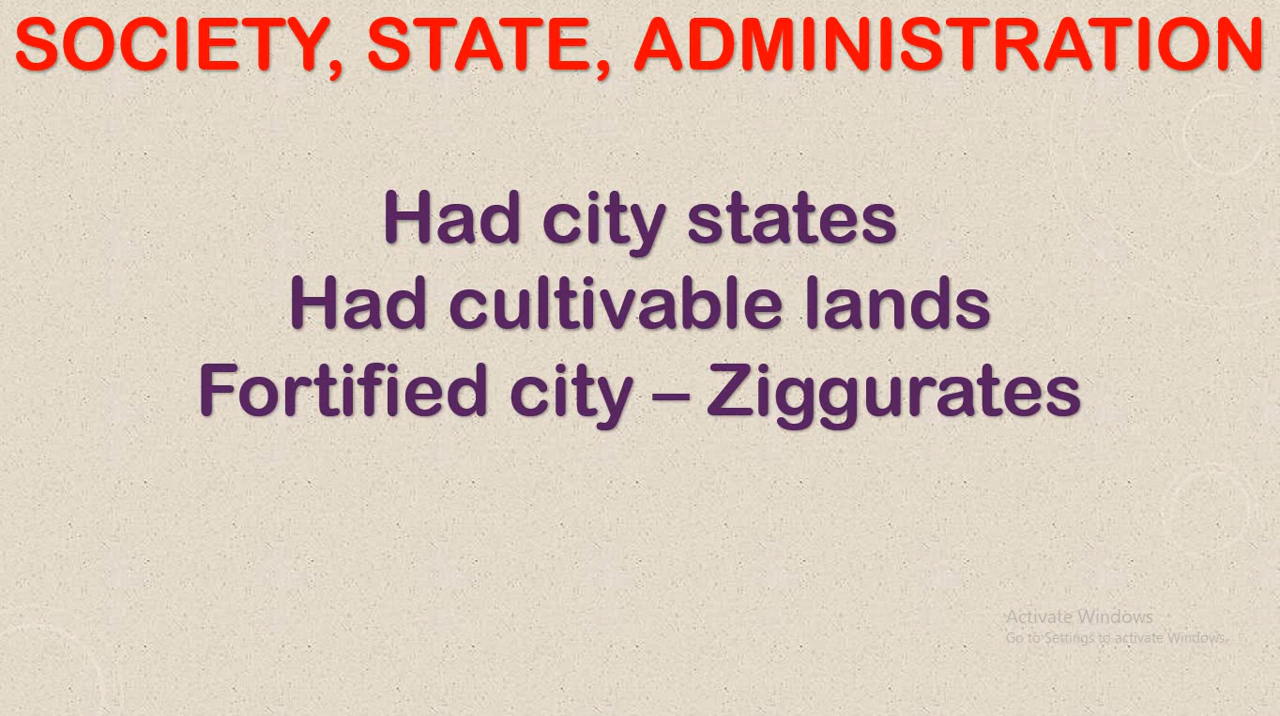 SOCIETY, STATE, ADMINISTRATION
Had city states
Had cultivable lands
Fortified city – Ziggurates
Activate Windows
Go to Settings to activate Windows.